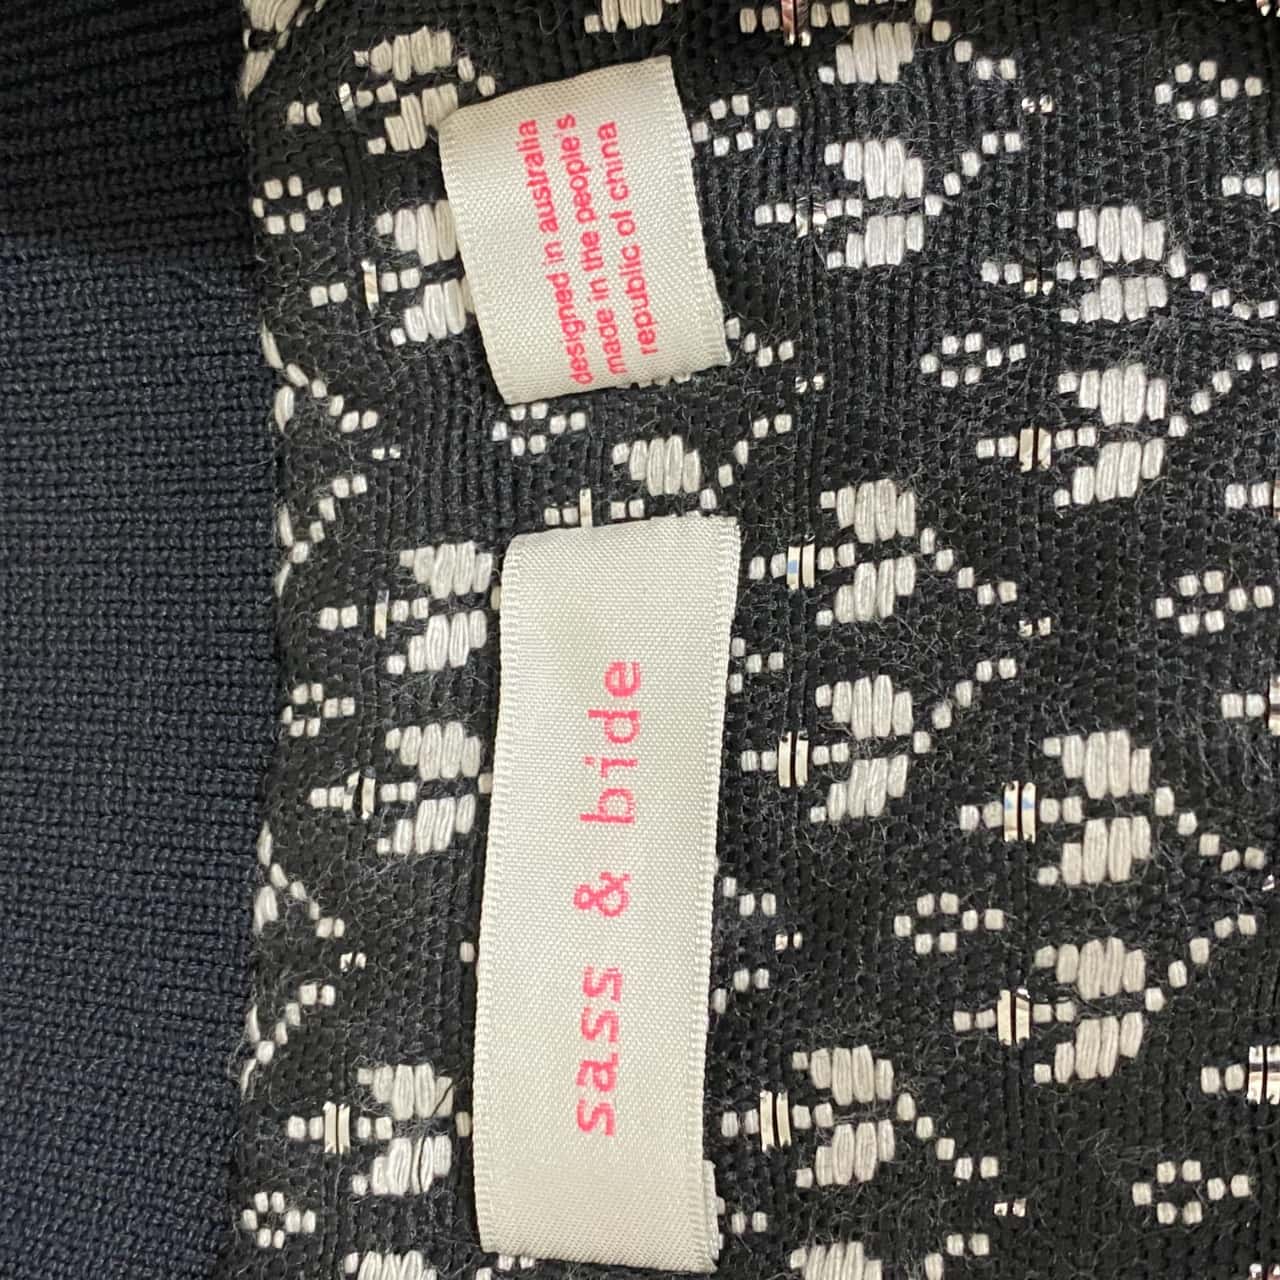 designed in australia
made in the people's
republic of china
sass & bide